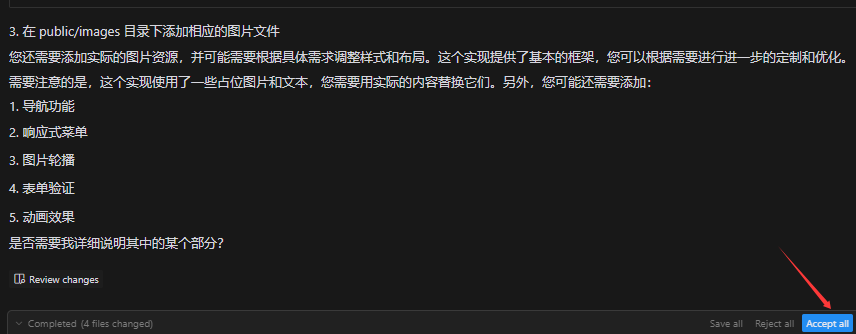 3. 在 public/images 目录下添加相应的图片文件
您还需要添加实际的图片资源，并可能需要根据具体需求调整样式和布局。这个实现提供了基本的框架，您可以根据需要进行进一步的定制和优化。
需要注意的是，这个实现使用了一些占位图片和文本，您需要用实际的内容替换它们。另外，您可能还需要添加：
1. 导航功能
2. 响应式菜单
3. 图片轮播
4. 表单验证
5. 动画效果
是否需要我详细说明其中的某个部分？
Review changes
Completed (4 files changed) Save all Reject all Accept all